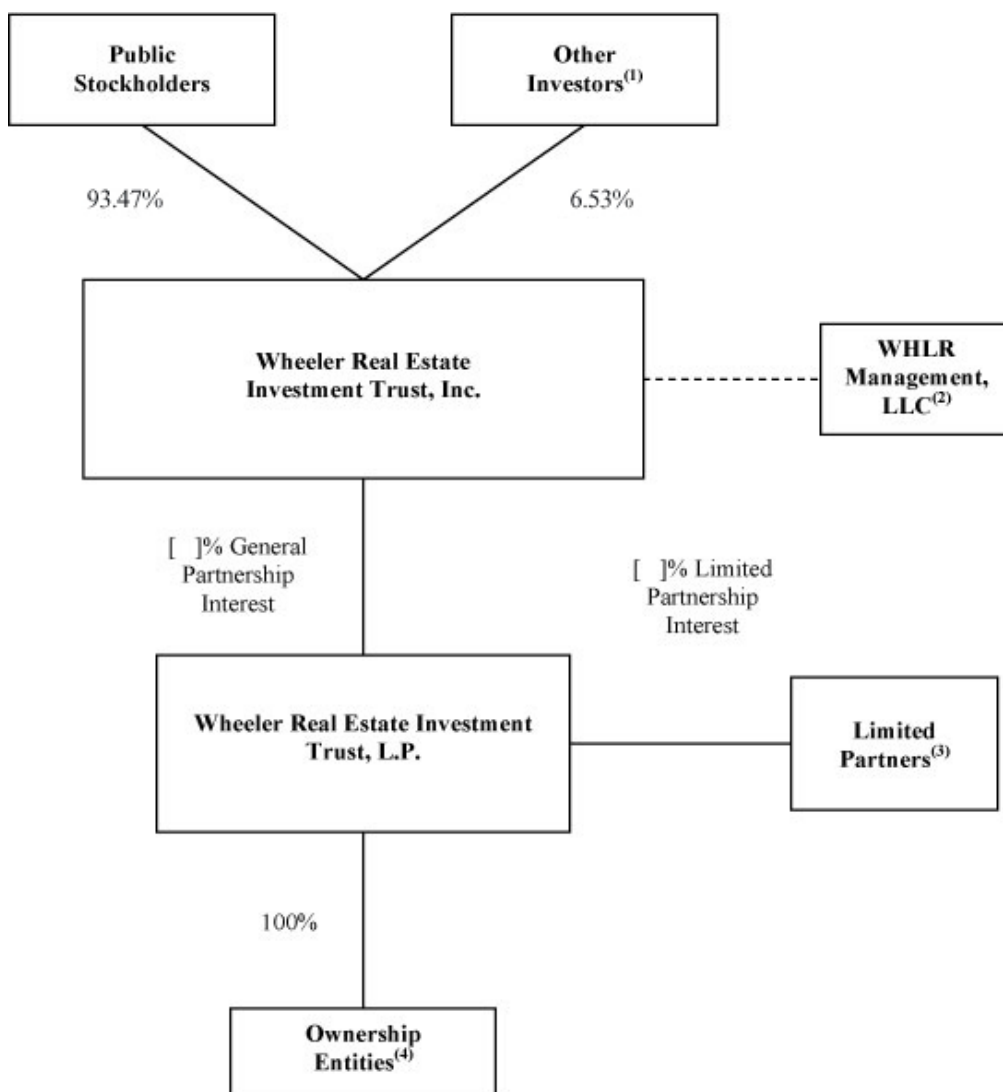 Public
Stockholders
Other
Investors(1)
93.47%
6.53%
Wheeler Real Estate
Investment Trust, Inc.
WHLR
Management,
LLC(2)
[ ]% General
Partnership
Interest
[ ]% Limited
Partnership
Interest
Wheeler Real Estate Investment
Trust, L.P.
Limited
Partners(3)
100%
Ownership
Entities(4)